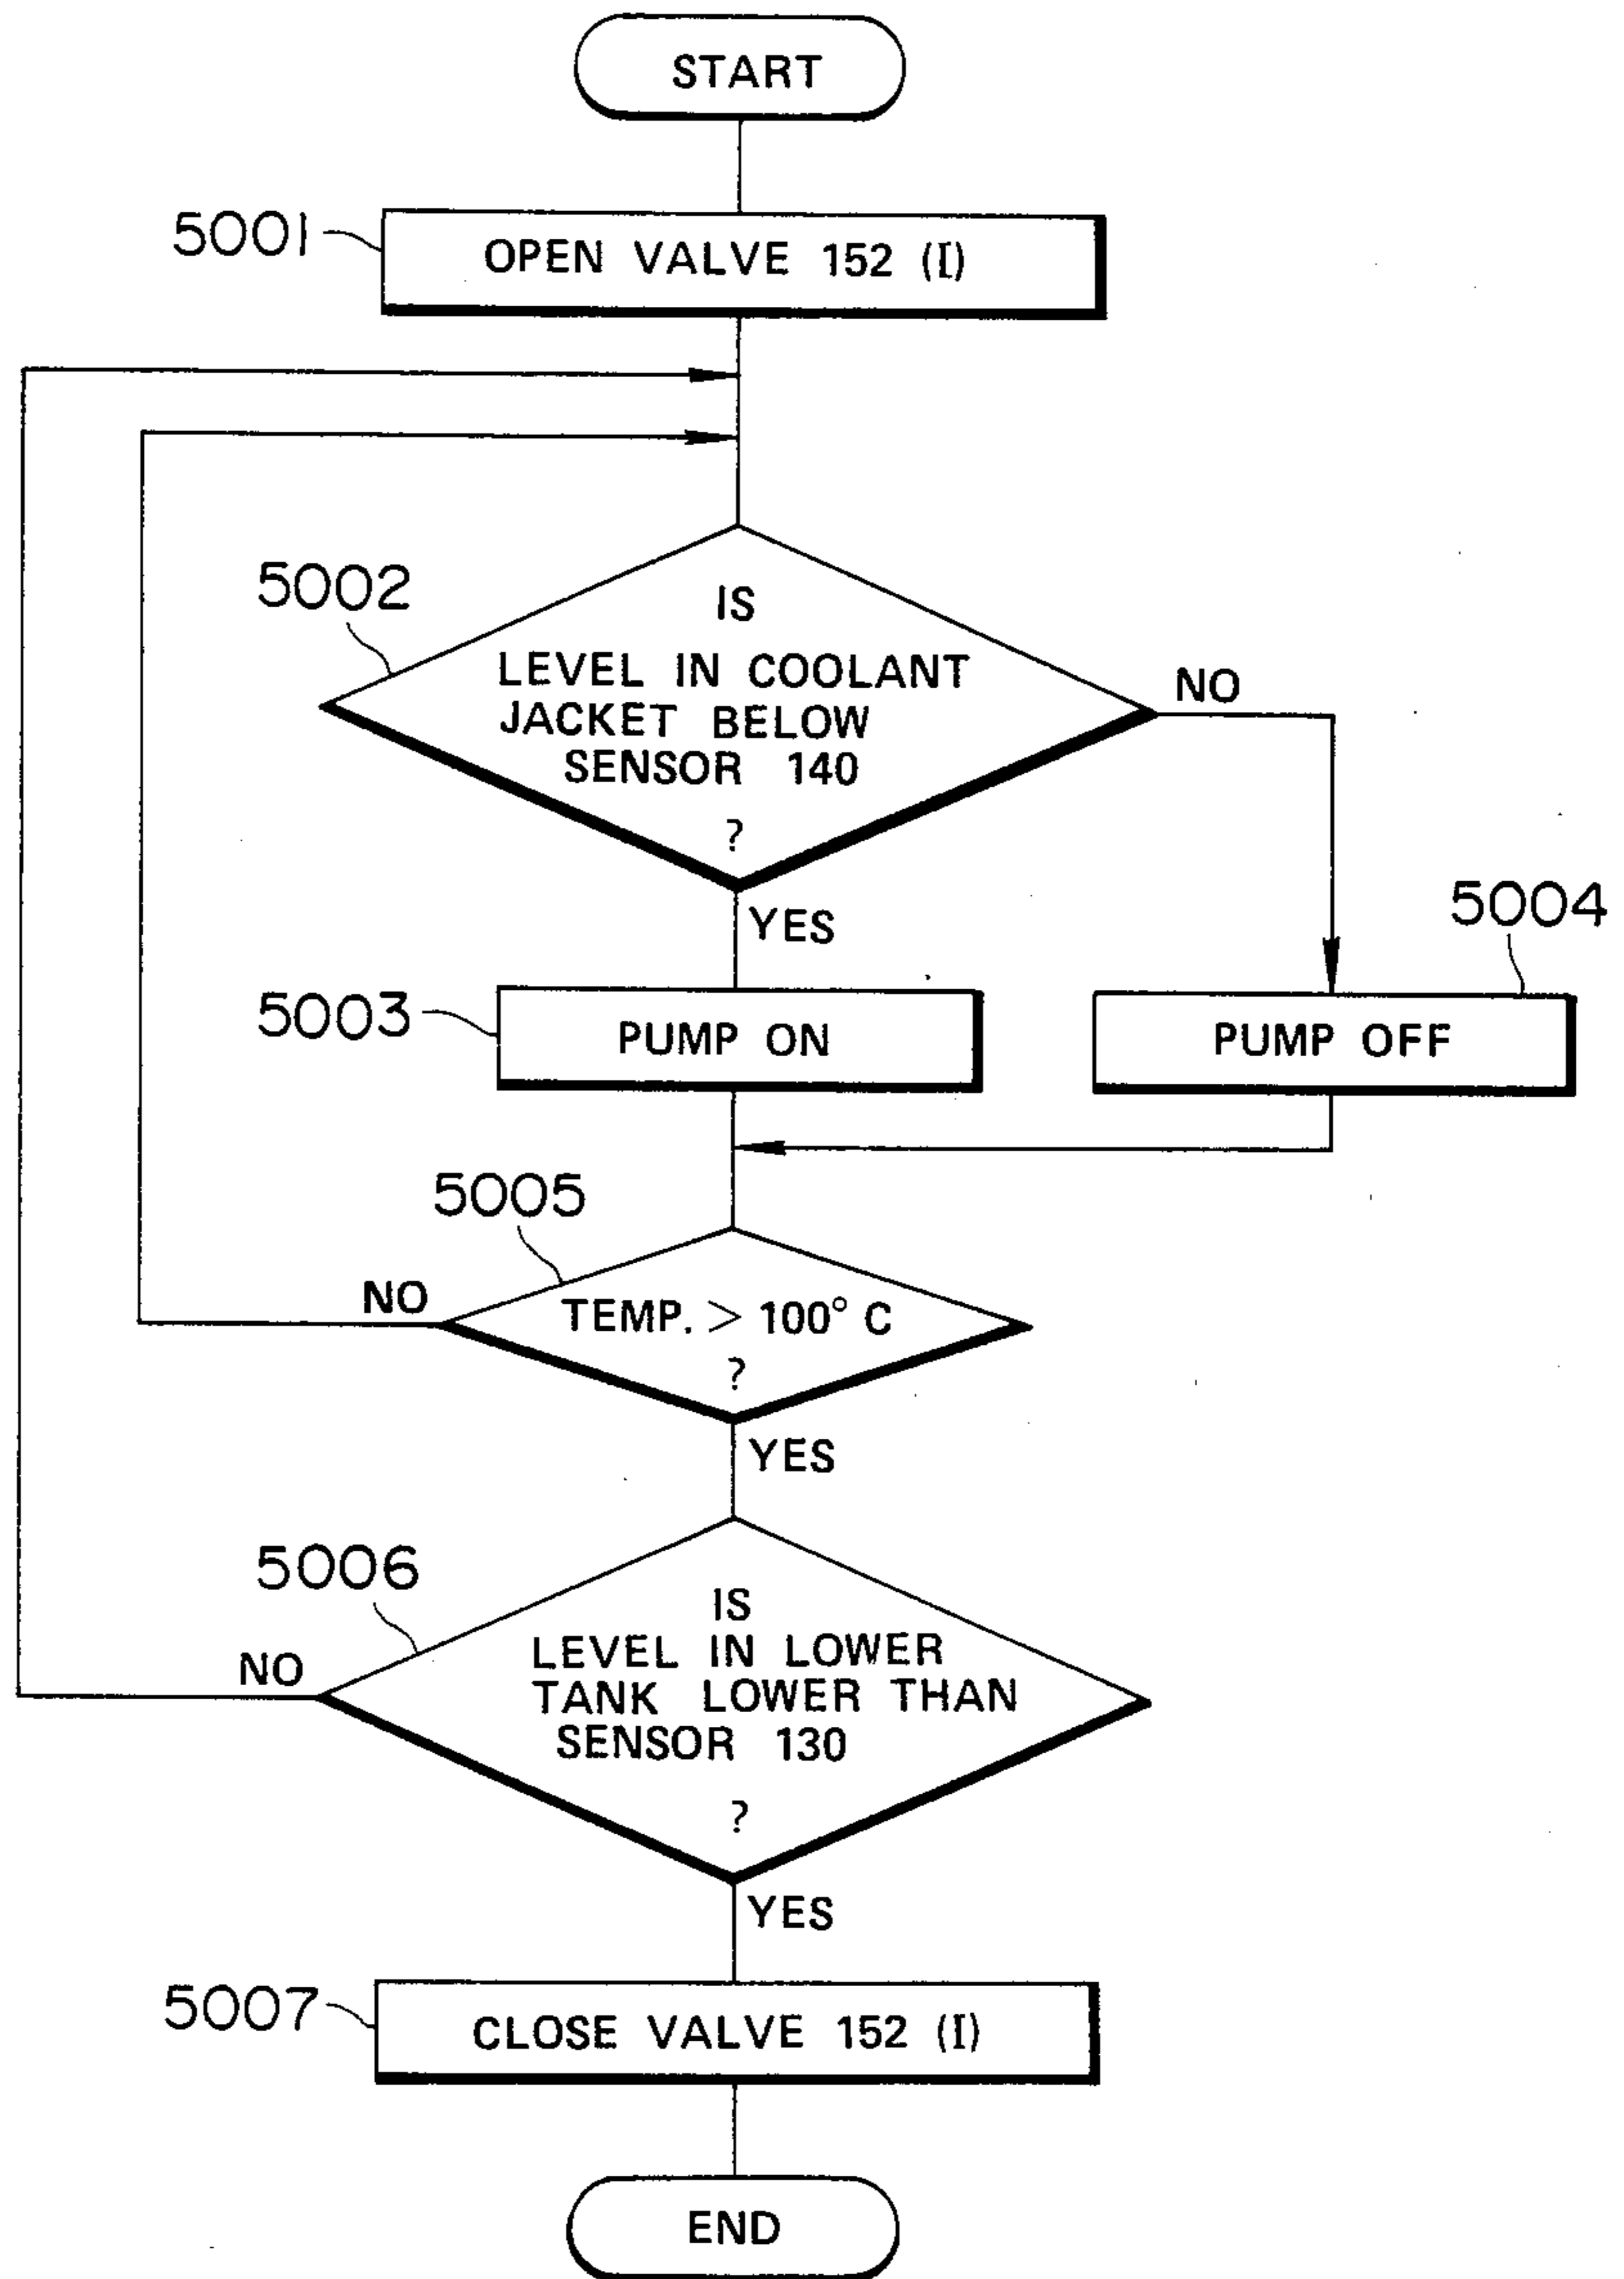 START
5001
OPEN VALVE 152 (I)
5002
IS
LEVEL IN COOLANT
JACKET BELOW
SENSOR 140
?
NO
YES
5004
5003
PUMP ON
PUMP OFF
5005
NO
TEMP. > 100° C
?
YES
5006
IS
LEVEL IN LOWER
TANK LOWER THAN
SENSOR 130
?
NO
YES
5007
CLOSE VALVE 152 (I)
END